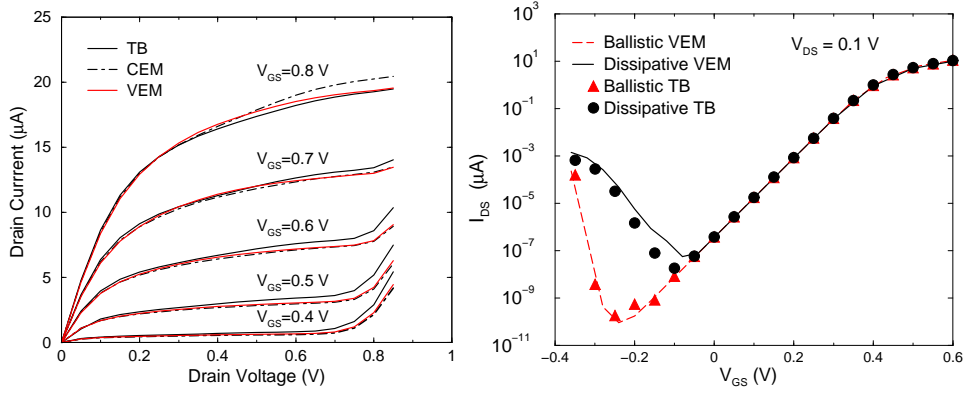 25
20
15
10
5
0
0
0.2
0.4
0.6
0.8
1
Drain Currrent (μA)
Drain Voltage (V)
TB
CEM
VEM
V_GS=0.8 V
V_GS=0.7 V
V_GS=0.6 V
V_GS=0.5 V
V_GS=0.4 V
10^3
10^1
10^−1
10^−3
10^−5
10^−7
10^−9
10^−11
−0.4
−0.2
0
0.2
0.4
0.6
I_DS (μA)
V_GS (V)
Ballistic VEM
Dissipative VEM
Ballistic TB
Dissipative TB
V_DS = 0.1 V